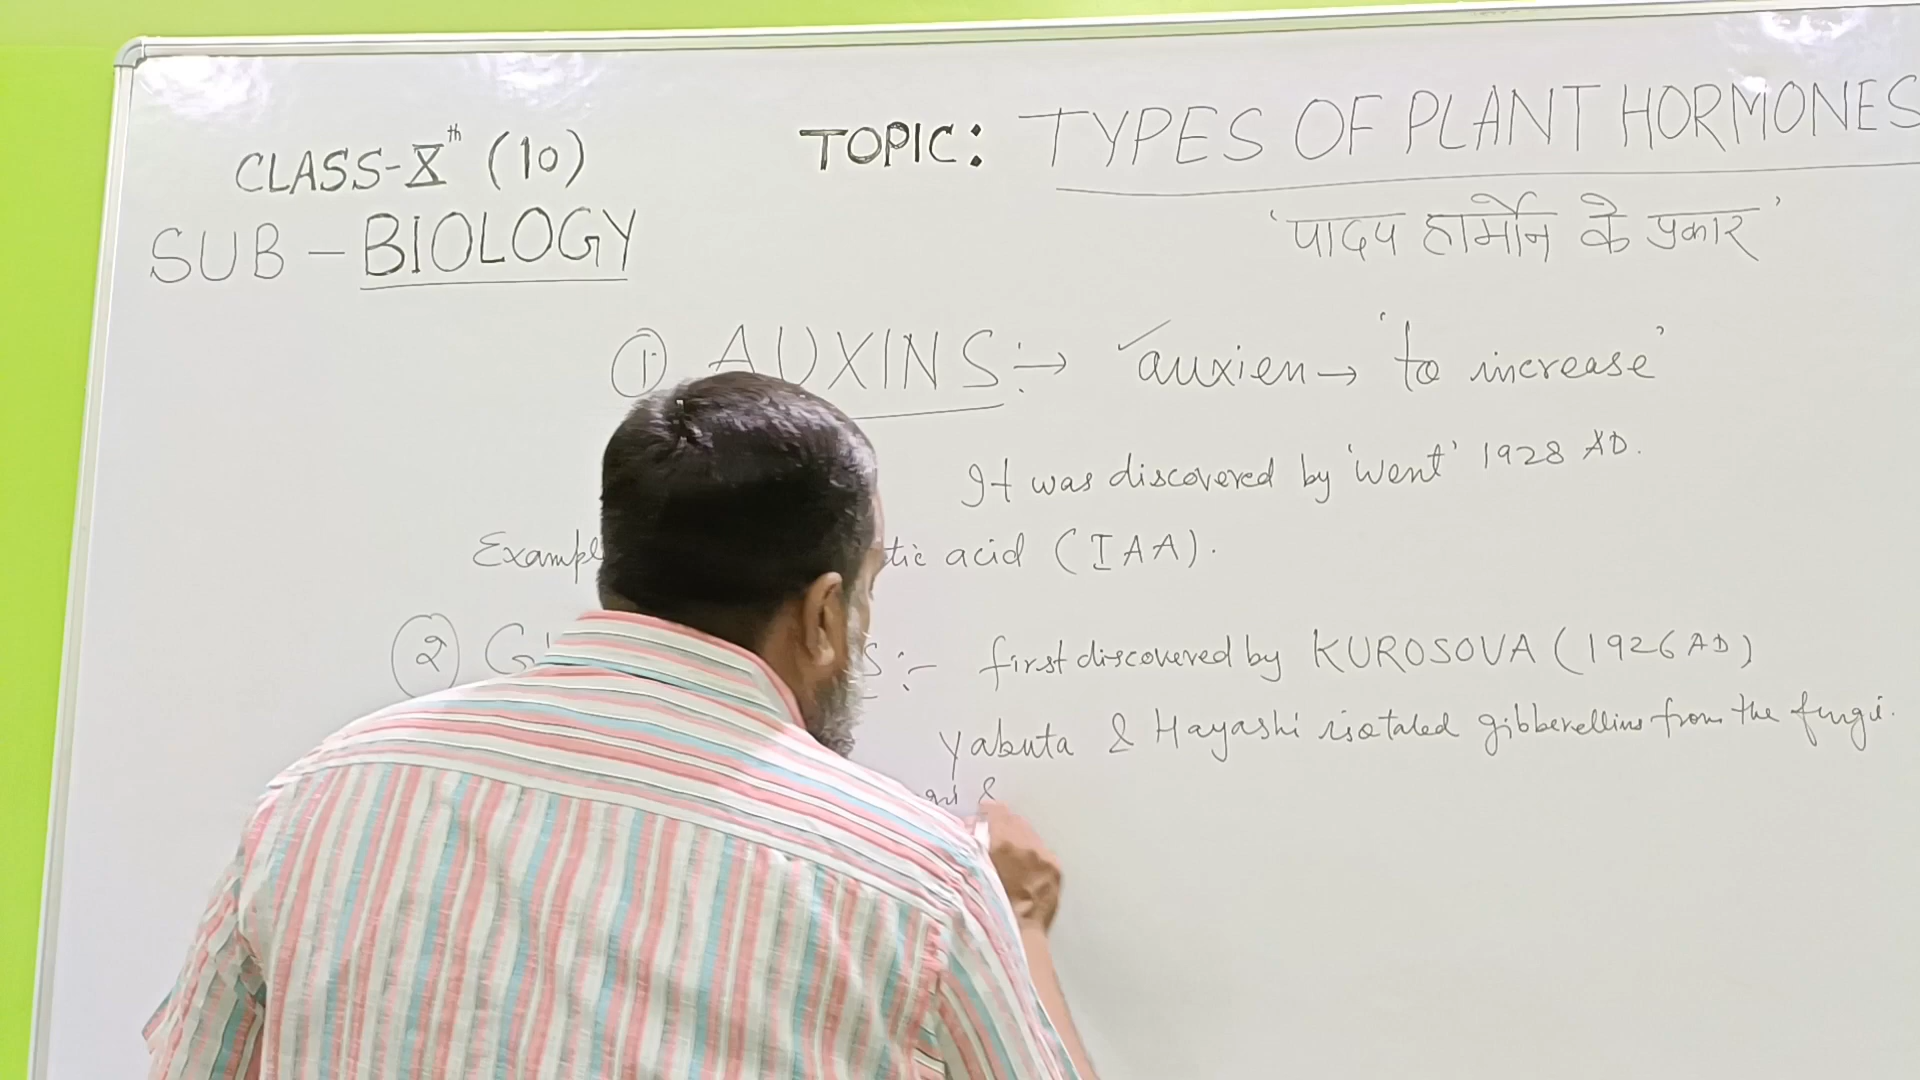 CLASS-Xth (10)
SUB - BIOLOGY
TOPIC: TYPES OF PLANT HORMONES
'पादप हार्मोन के प्रकार'
① AUXINS:→ auxien → 'to increase'
It was discovered by 'Went' 1928 AD.
tic acid (IAA).
② G S:- first discovered by KUROSOVA (1926 AD)
Yabuta & Hayashi isotaled gibberellins from the fungi.
&